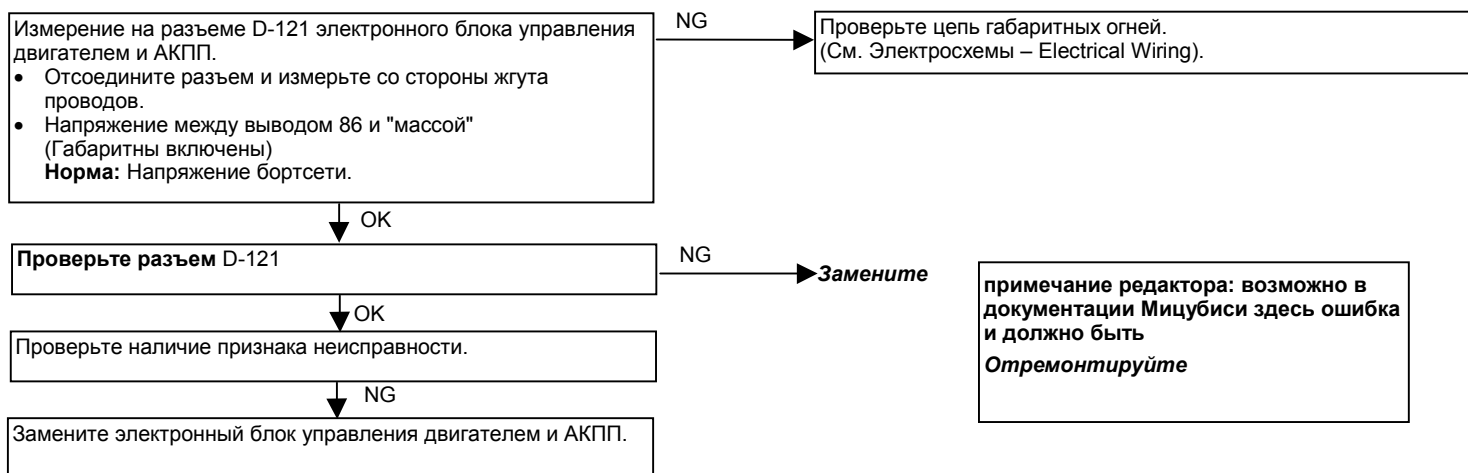 Измерение на разъеме D-121 электронного блока управления
двигателем и АКПП.
• Отсоедините разъем и измерьте со стороны жгута
проводов.
• Напряжение между выводом 86 и "массой"
(Габаритны включены)
Норма: Напряжение бортсети.
NG
Проверьте цепь габаритных огней.
(См. Электросхемы – Electrical Wiring).
OK
Проверьте разъем D-121
NG
Замените
примечание редактора: возможно в
документации Мицубиси здесь ошибка
и должно быть
Отремонтируйте
OK
Проверьте наличие признака неисправности.
NG
Замените электронный блок управления двигателем и АКПП.